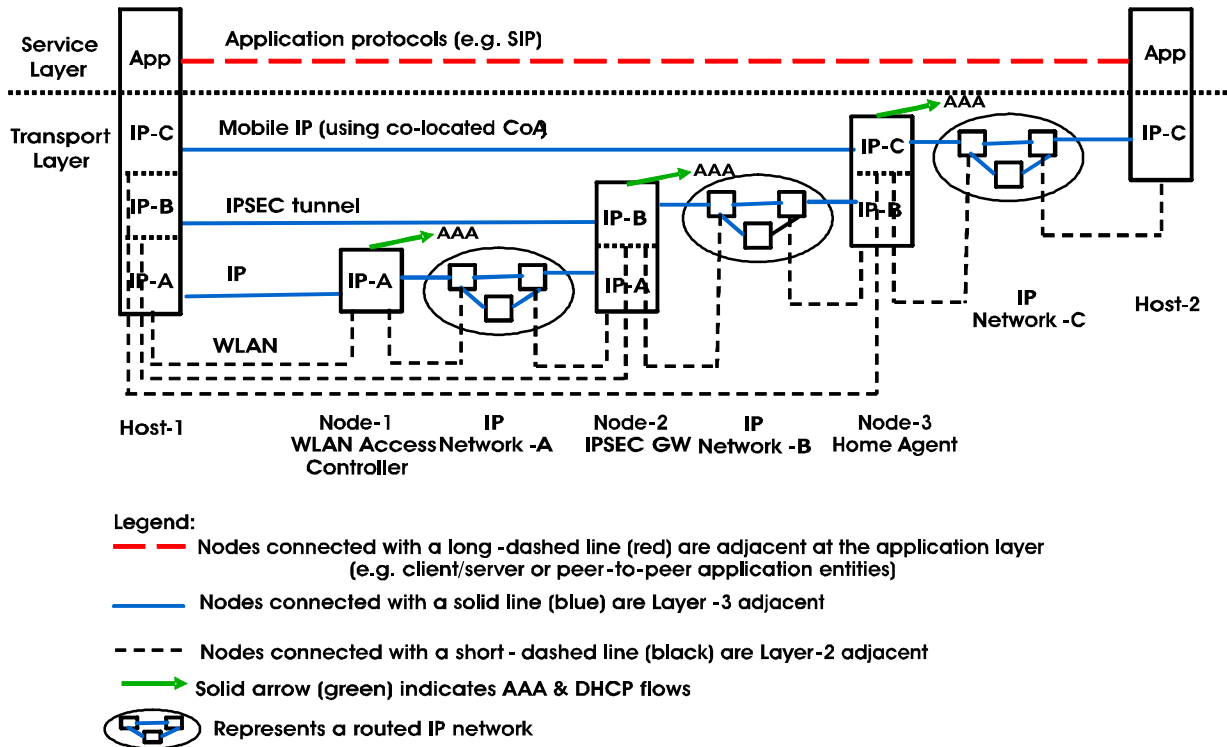 Service
Layer
App
Application protocols (e.g. SIP)
App
Transport
Layer
IP-C
Mobile IP (using co-located CoA)
IP-C
AAA
IP-C
IP-B
IPSEC tunnel
IP-B
AAA
IP-B
IP-A
IP
IP-A
AAA
IP-A
WLAN
IP
Network -C
Host-2
Host-1
Node-1
WLAN Access
Controller
IP
Network -A
Node-2
IPSEC GW
IP
Network -B
Node-3
Home Agent
Legend:
Nodes connected with a long -dashed line (red) are adjacent at the application layer
(e.g. client/server or peer-to-peer application entities)
Nodes connected with a solid line (blue) are Layer -3 adjacent
Nodes connected with a short - dashed line (black) are Layer-2 adjacent
Solid arrow (green) indicates AAA & DHCP flows
Represents a routed IP network